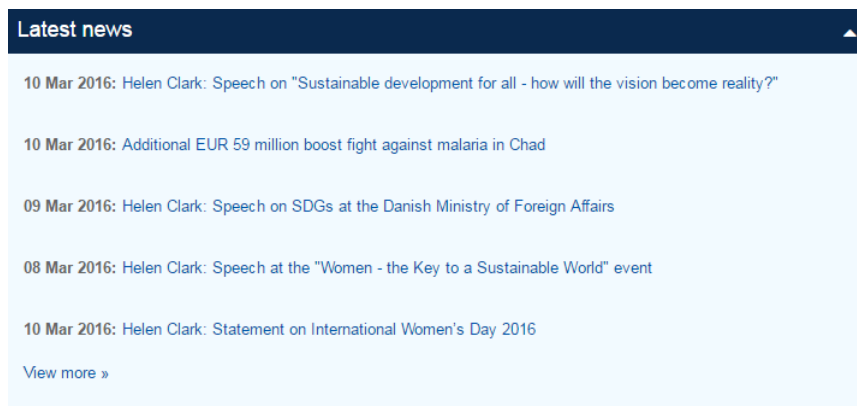 Latest news
10 Mar 2016: Helen Clark: Speech on "Sustainable development for all - how will the vision become reality?"
10 Mar 2016: Additional EUR 59 million boost fight against malaria in Chad
09 Mar 2016: Helen Clark: Speech on SDGs at the Danish Ministry of Foreign Affairs
08 Mar 2016: Helen Clark: Speech at the "Women - the Key to a Sustainable World" event
10 Mar 2016: Helen Clark: Statement on International Women's Day 2016
View more »